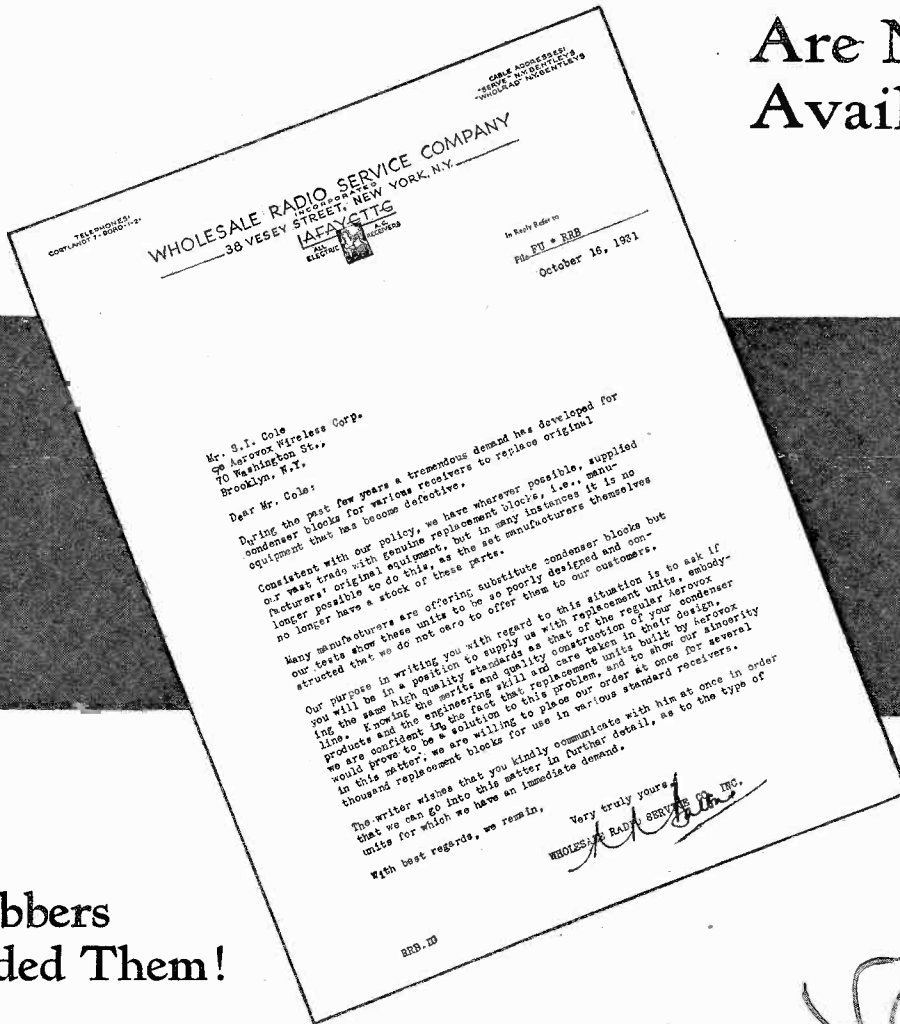 Are
Avail
CABLE ADDRESSES:
"SERVE" N.Y. BENTLEYS
"WHOLRAD" N.Y. BENTLEYS
TELEPHONES:
CORTLANDT 7-8080-1-2-
WHOLESALE RADIO SERVICE COMPANY
INCORPORATED
38 VESEY STREET, NEW YORK, N.Y.
LAFAYETTE
ALL ELECTRIC A.C. RECEIVERS
In Reply Refer to
File FU * RRB
October 16, 1931
Mr. S.I. Cole
℅ Aerovox Wireless Corp.
70 Washington St.,
Brooklyn, N.Y.
Dear Mr. Cole:
During the past few years a tremendous demand has developed for
condenser blocks for various receivers to replace original
equipment that has become defective.
Consistent with our policy, we have wherever possible, supplied
our vast trade with genuine replacement blocks, i.e., manu-
facturers' original equipment, but in many instances it is no
longer possible to do this, as the set manufacturers themselves
no longer have a stock of these parts.
Many manufacturers are offering substitute condenser blocks but
our tests show these units to be so poorly designed and con-
structed that we do not care to offer them to our customers.
Our purpose in writing you with regard to this situation is to ask if
you will be in a position to supply us with replacement units, embody-
ing the same high quality standards as that of the regular Aerovox
line. Knowing the merits and quality construction of your condenser
products and the engineering skill and care taken in their design,
we are confident in the fact that replacement units built by Aerovox
would prove to be a solution to this problem, and to show our sincerity
in this matter, we are willing to place our order at once for several
thousand replacement blocks for use in various standard receivers.
The writer wishes that you kindly communicate with him at once in order
that we can go into this matter in further detail, as to the type of
units for which we have an immediate demand.
With best regards, we remain,
Very truly yours,
WHOLESALE RADIO SERVICE INC.
RRB.IG
bbers
ded Them!